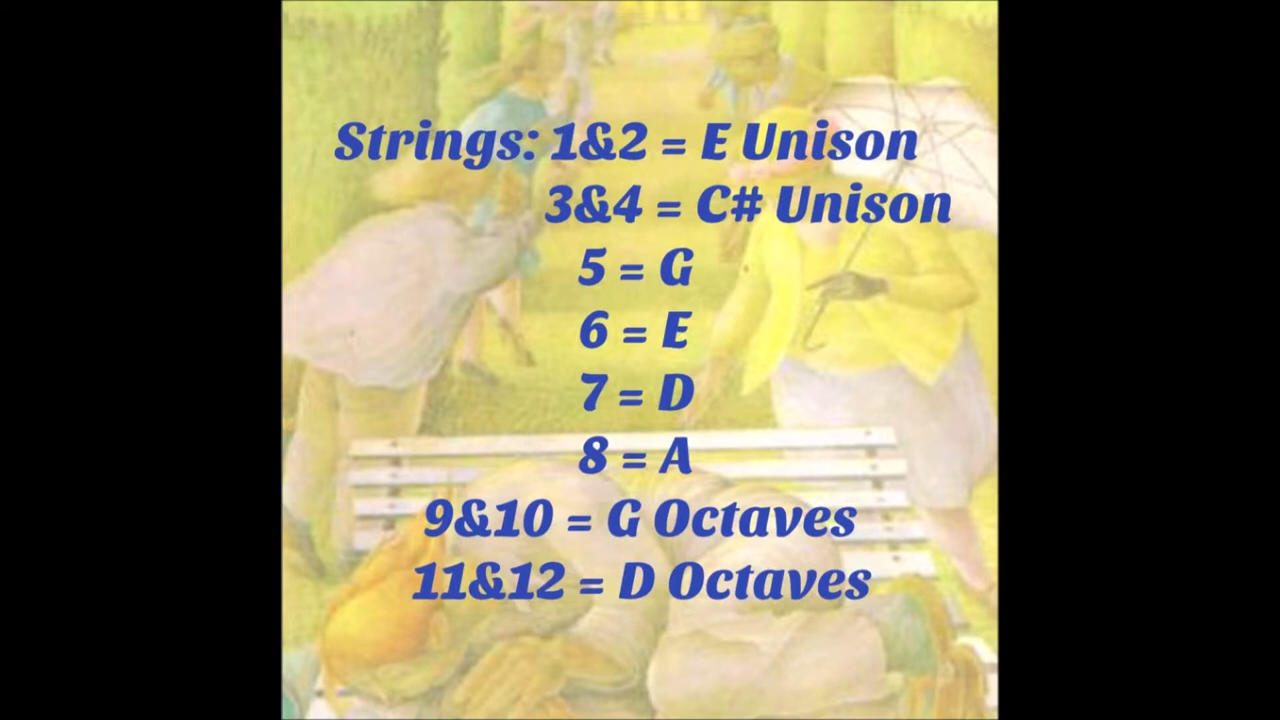 Strings: 1&2 = E Unison
3&4 = C# Unison
5 = G
6 = E
7 = D
8 = A
9&10 = G Octaves
11&12 = D Octaves